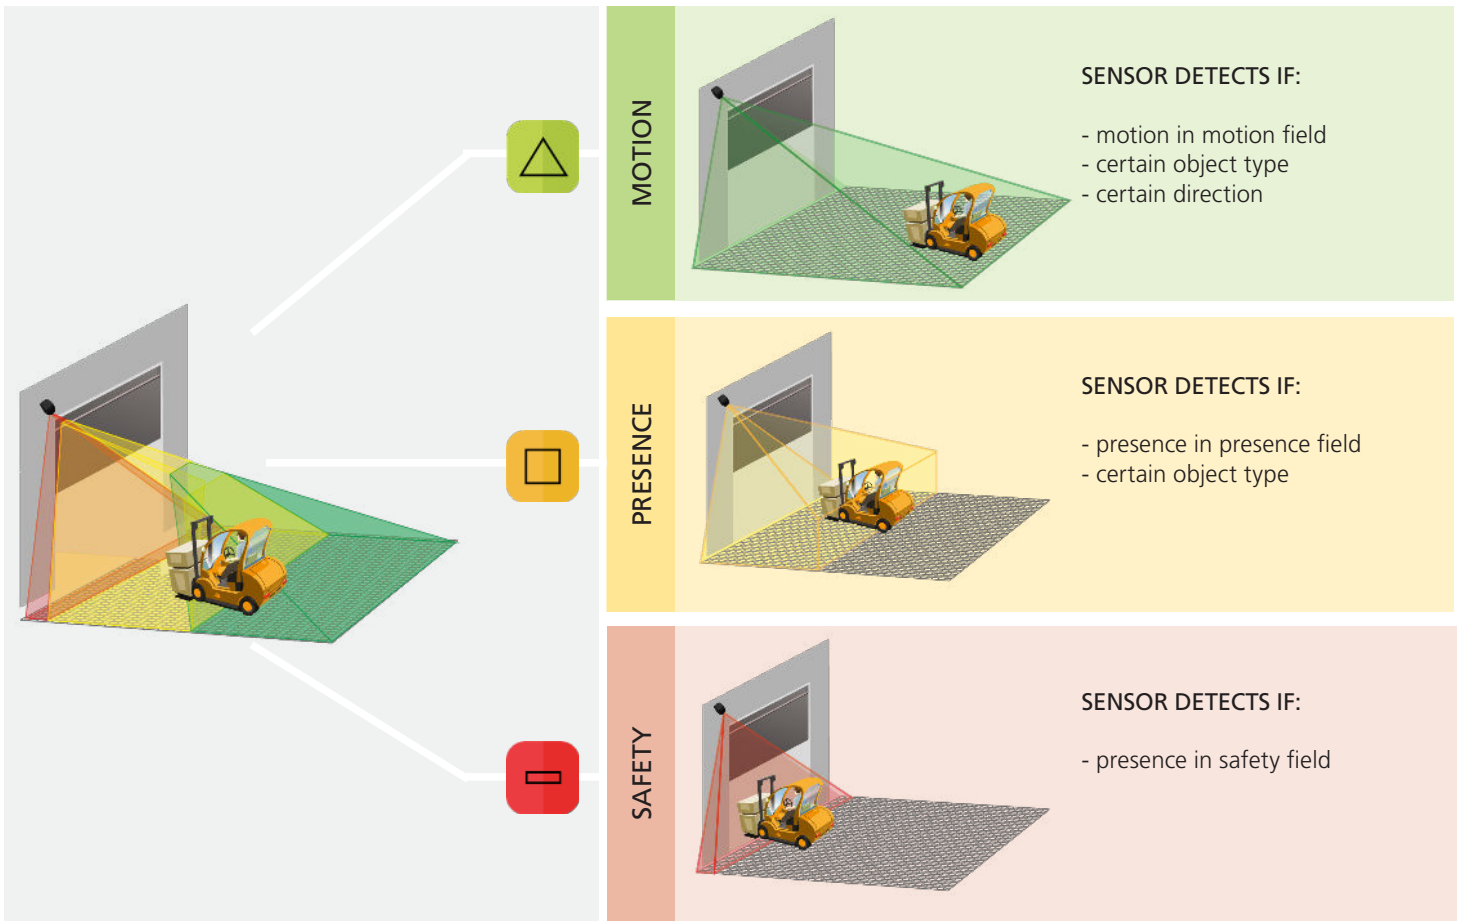 MOTION
SENSOR DETECTS IF:
- motion in motion field
- certain object type
- certain direction
PRESENCE
SENSOR DETECTS IF:
- presence in presence field
- certain object type
SAFETY
SENSOR DETECTS IF:
- presence in safety field